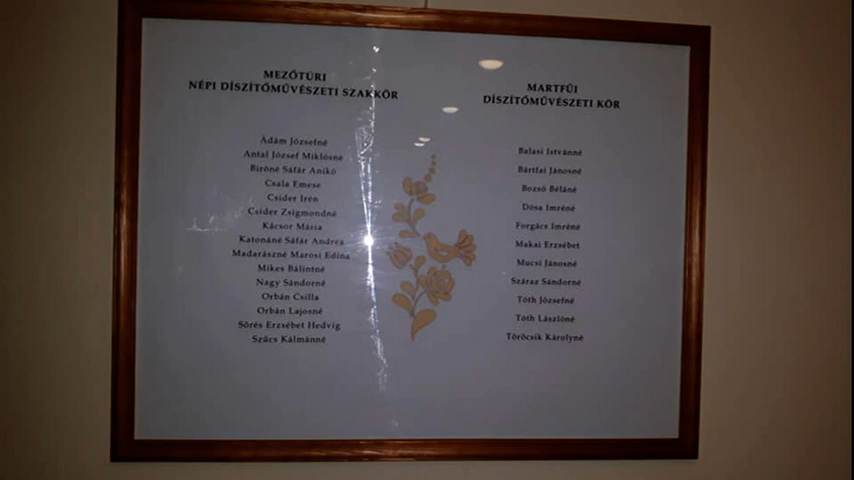 MEZŐTÚRI
NÉPI DÍSZÍTŐMŰVÉSZETI SZAKKÖR
Ádám Józsefné
Antal József Miklósné
Biróné Sáfár Anikó
Csala Emese
Csider Irén
Csider Zsigmondné
Kácsor Mária
Katonáné Sáfár Andrea
Madarászné Marosi Edina
Mikes Bálintné
Nagy Sándorné
Orbán Csilla
Orbán Lajosné
Sőrés Erzsébet Hedvig
Szűcs Kálmánné
MARTFŰI
DÍSZÍTŐMŰVÉSZETI KÖR
Balasi Istvánné
Bártfai Jánosné
Bozsó Béláné
Dósa Imréné
Forgács Imréné
Makai Erzsébet
Mucsi Jánosné
Száraz Sándorné
Tóth Józsefné
Tóth Lászlóné
Törőcsik Károlyné